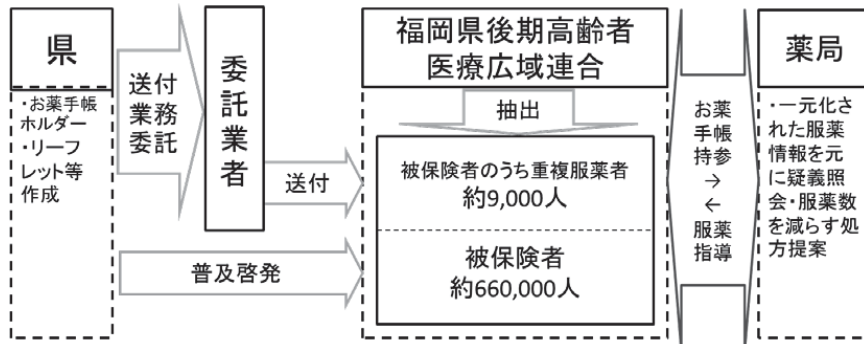 県
・お薬手帳
ホルダー
・リーフ
レット等
作成
送付
業務
委託
委託業者
送付
普及啓発
福岡県後期高齢者
医療広域連合
抽出
被保険者のうち重複服薬者
約9,000人
被保険者
約660,000人
お薬
手帳
持参
→
←
服薬
指導
薬局
・一元化さ
れた服薬
情報を元
に疑義照
会・服薬数
を減らす処
方提案